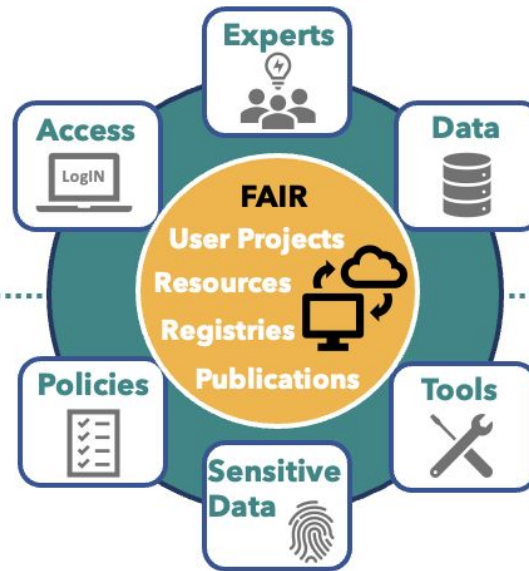 Experts
Access
LogIN
Data
FAIR
User Projects
Resources
Registries
Publications
Policies
Tools
Sensitive
Data